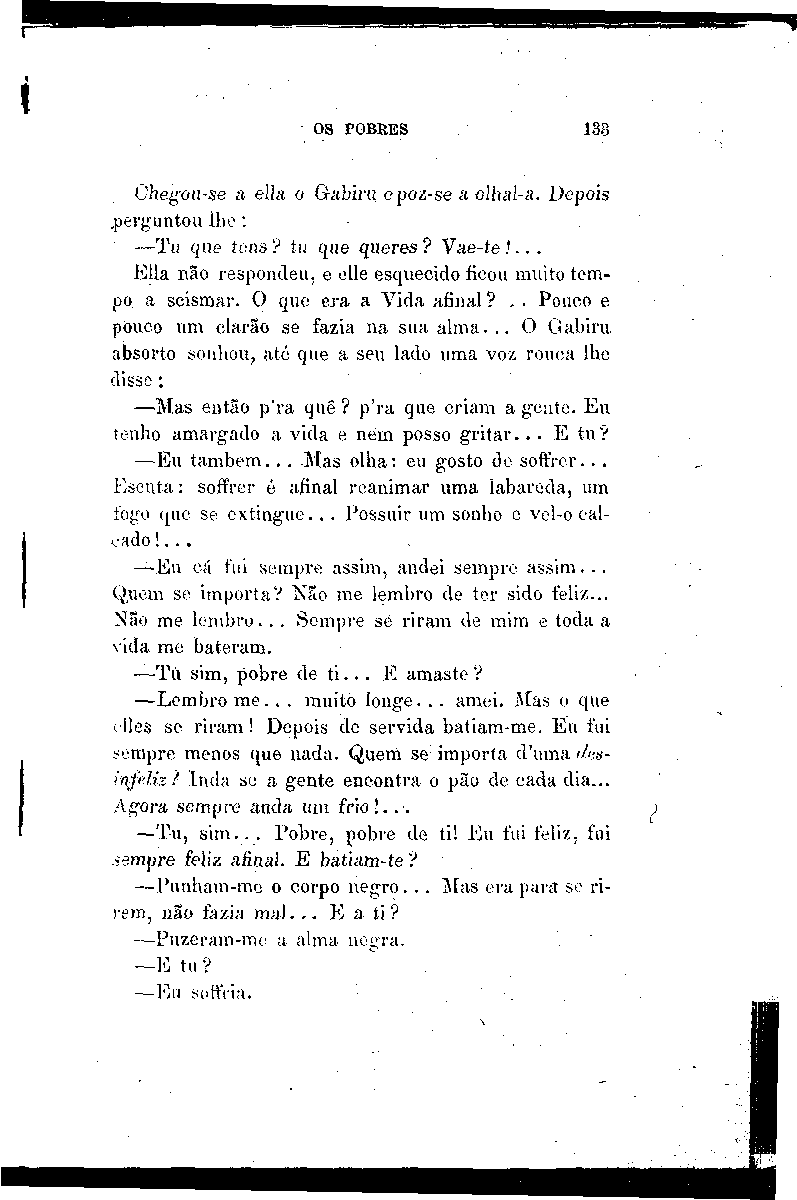 OS POBRES 133
Chegou-se a ella o Gabiru e poz-se a olhal-a. Depois
perguntou lhe:
—Tu que tens? tu que queres? Vae-te!...
Ella não respondeu, e elle esquecido ficou muito tem-
po a scismar. O que era a Vida afinal? .. Pouco e
pouco um clarão se fazia na sua alma... O Gabiru
absorto sonhou, até que a seu lado uma voz rouca lhe
disse:
—Mas então p'ra quê? p'ra que criam a gente. Eu
tenho amargado a vida e nem posso gritar... E tu?
—Eu tambem... Mas olha: eu gosto de soffrer...
Escuta: soffrer é afinal reanimar uma labareda, um
fogo que se extingue... Possuir um sonho e vel-o cal-
cado!...
—Eu cá fui sempre assim, andei sempre assim...
Quem se importa? Não me lembro de ter sido feliz...
Não me lembro... Sempre se riram de mim e toda a
vida me bateram.
—Tu sim, pobre de ti... E amaste?
—Lembro me... muito longe... amei. Mas o que
elles se riram! Depois de servida batiam-me. Eu fui
sempre menos que nada. Quem se importa d'uma des-
infeliz? Inda se a gente encontra o pão de cada dia...
Agora sempre anda um frio!...
—Tu, sim... Pobre, pobre de ti! Eu fui feliz, fui
sempre feliz afinal. E batiam-te?
—Punham-me o corpo negro... Mas era para se ri-
rem, não fazia mal... E a ti?
—Puzeram-me a alma negra.
—E tu?
—Eu soffria.